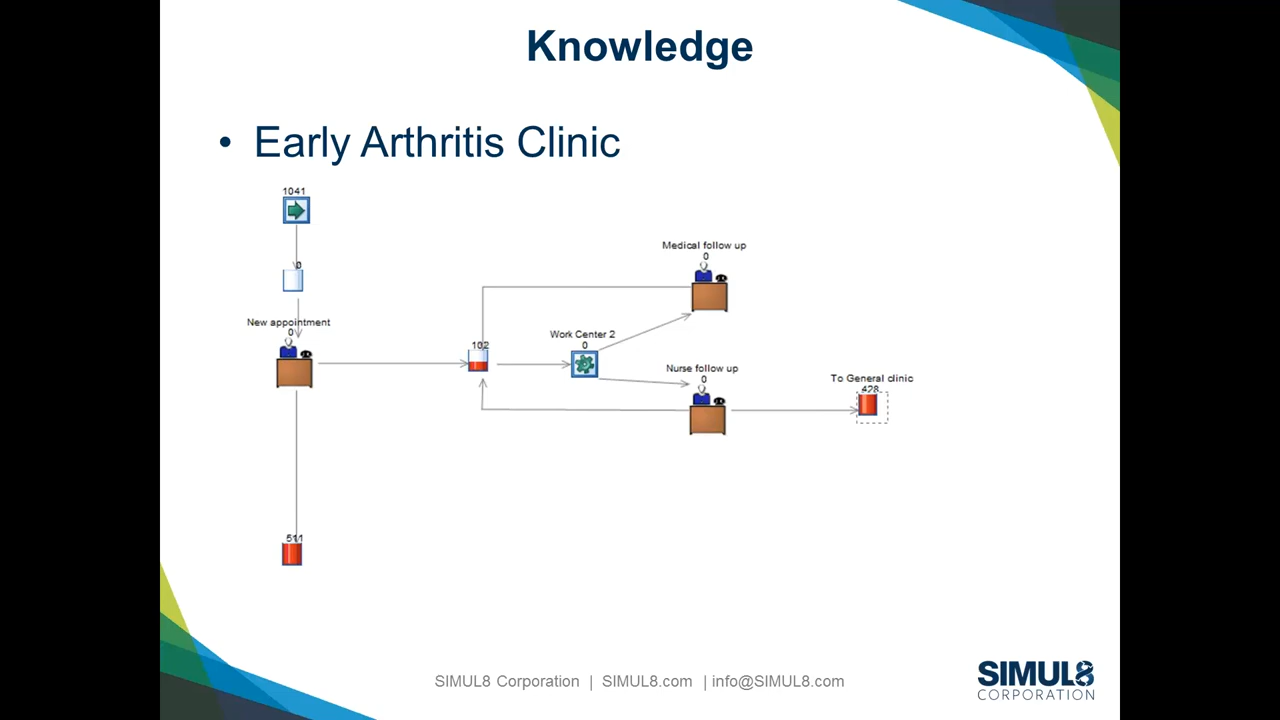 Knowledge
• Early Arthritis Clinic
1041
0
New appointment
0
102
Work Center 2
0
Medical follow up
0
Nurse follow up
0
To General clinic
428
511
SIMUL8 Corporation | SIMUL8.com | info@SIMUL8.com
SIMUL8
CORPORATION